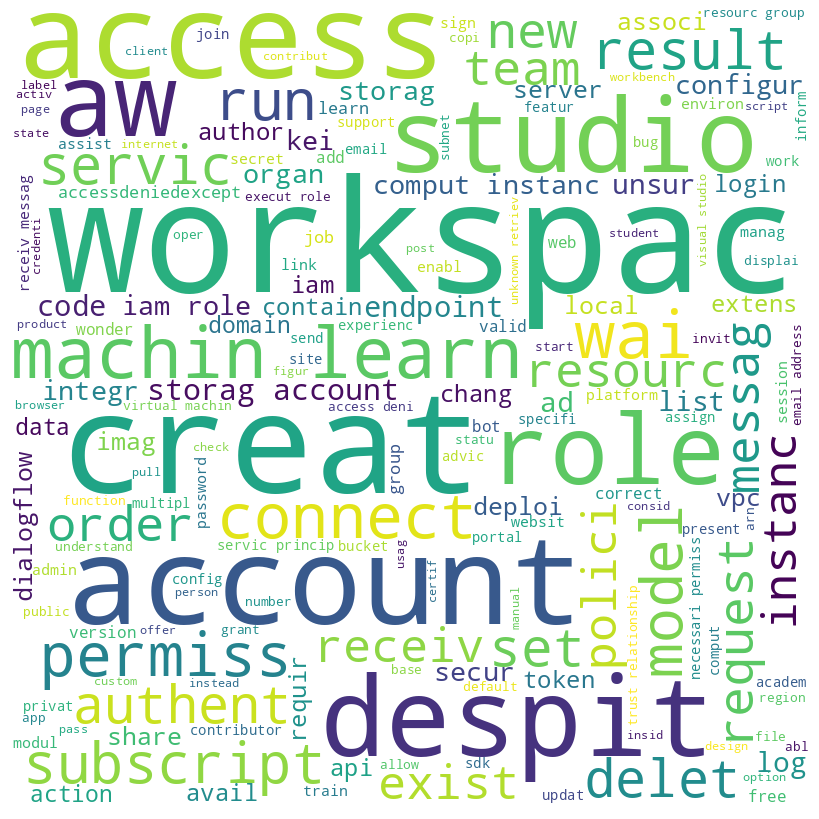 access
sign
copi
new
team
associ
resourc group
join
client
contribut
result
workbench
configur
label
activ
page
state
aw
run
storag
learn
server
featur
environ
script
inform
author
kei
support
studio
bug
subnet
work
assist
internet
servic
secret
add
email
organ
accessdeniedexcept
execut role
comput instanc
unsur
login
receiv messag
credenti
workspac
oper
job
link
post
enabl
unknown retriev
web
student
visual studio
manag
displai
iam
code iam role
contain
endpoint
local
extens
product
wonder
domain
send
experienc
valid
start
wai
invit
messag
email address
machin learn
site
figur
resourc
platform
session
integr
storag account
chang
ad
list
browser
virtual machin
access deni
bot
specifi
assign
data
imag
check
creat
role
statu
advic
group
pull
dialogflow
function
multipl
password
connect
deploi
correct
consid
vpc
instanc
order
websit
polici
model
present
arn
understand
servic princip
bucket
usag
portal
admin
config
person
account
certif
necessari permiss
request
public
number
manual
comput
version
offer
grant
receiv
set
trust relationship
permiss
requir
base
secur
token
default
academ
region
custom
instead
despit
privat
app
pass
authent
insid
design
abl
modul
share
contributor
file
log
subscript
api
allow
sdk
exist
delet
option
action
avail
train
updat
free